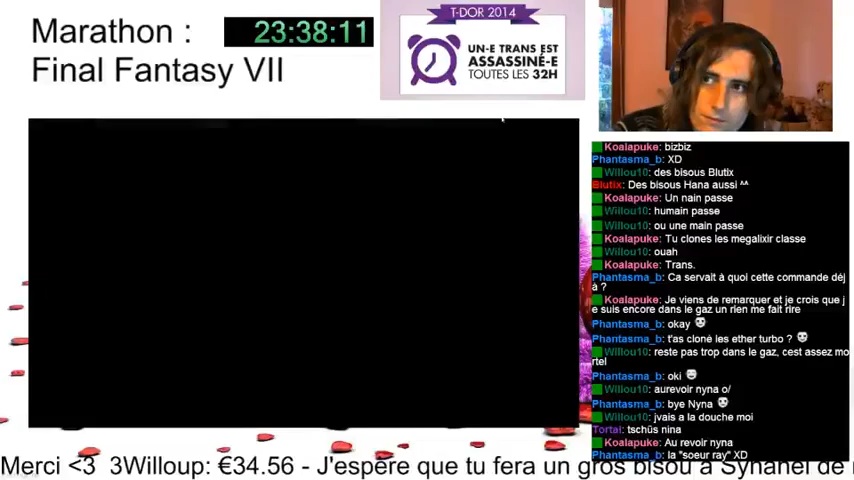 Marathon :
23:38:11
Final Fantasy VII
T-DOR 2014
UN-E TRANS EST
ASSASSINÉ-E
TOUTES LES 32H
Koalapuke: bizbiz
Phantasma_b: XD
Willou10: des bisous Blutix
Blutix: Des bisous Hana aussi ^^
Koalapuke: Un nain passe
Willou10: humain passe
Willou10: ou une main passe
Koalapuke: Tu clones les megalixir classe
Willou10: ouah
Koalapuke: Trans.
Phantasma_b: Ca servait à quoi cette commande déj
à ?
Koalapuke: Je viens de remarquer et je crois que j
e suis encore dans le gaz un rien me fait rire
Phantasma_b: okay
Phantasma_b: t'as cloné les ether turbo ?
Willou10: reste pas trop dans le gaz, cest assez mo
rtel
Phantasma_b: oki
Willou10: aurevoir nyna o/
Phantasma_b: bye Nyna
Willou10: jvais a la douche moi
Tortai: tschüs nina
Koalapuke: Au revoir nyna
Phantasma_b: la "soeur ray" XD
Merci <3 3Willoup: €34.56 - J'espère que tu fera un gros bisou a Synahel de